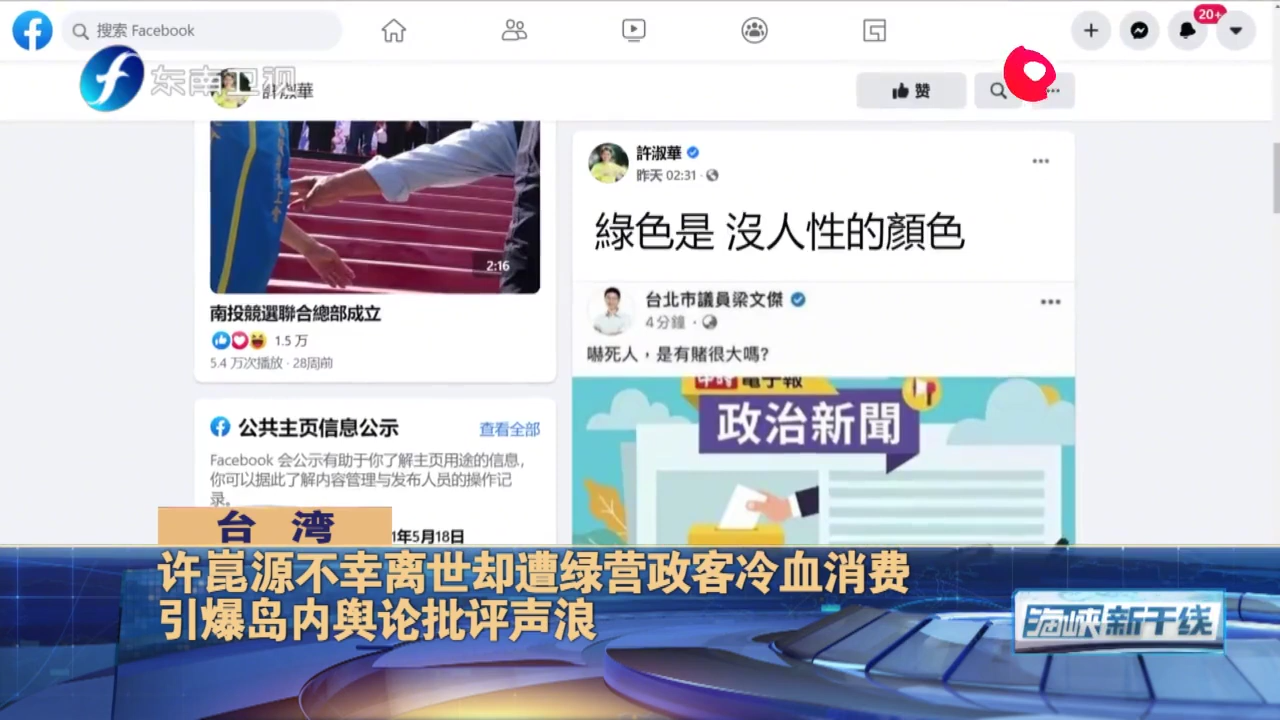 搜索 Facebook
20+
东南卫视
許淑華
赞
許淑華
昨天 02:31
綠色是 沒人性的顏色
2:16
南投競選聯合總部成立
1.5 万
5.4 万次播放 · 28周前
台北市議員梁文傑
4分鐘
嚇死人，是有賭很大嗎?
中時電子報
政治新聞
公共主页信息公示
查看全部
Facebook 会公示有助于你了解主页用途的信息，
你可以据此了解内容管理与发布人员的操作记
录。
1年5月18日
台 湾
许崑源不幸离世却遭绿营政客冷血消费
引爆岛内舆论批评声浪
海峡新干线